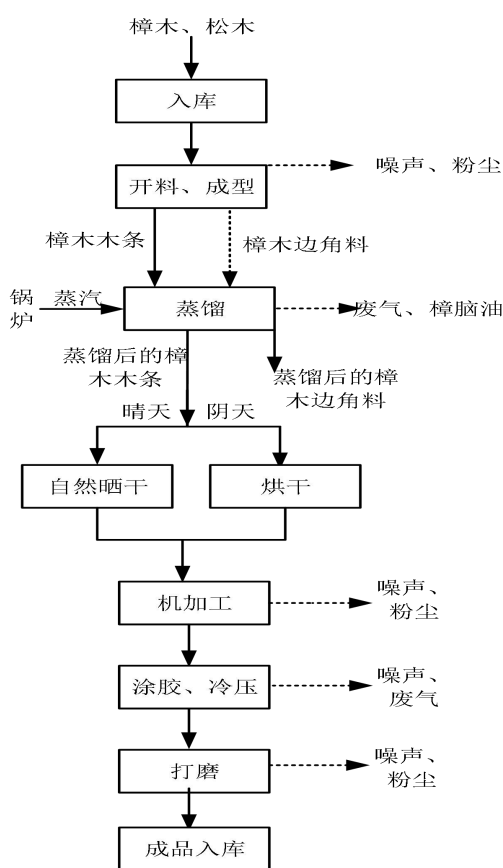 樟木、松木
入库
开料、成型
噪声、粉尘
樟木木条
樟木边角料
锅
炉
蒸汽
蒸馏
废气、樟脑油
蒸馏后的樟
木木条
蒸馏后的樟
木边角料
晴天
阴天
自然晒干
烘干
机加工
噪声、
粉尘
涂胶、冷压
噪声、
废气
打磨
噪声、
粉尘
成品入库